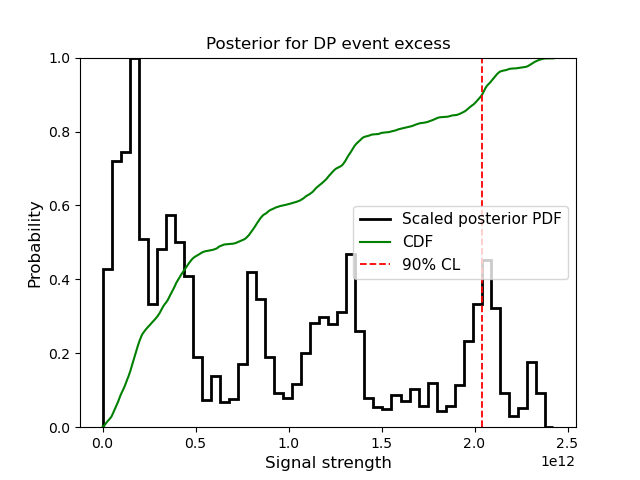 Posterior for DP event excess
Probability
1.0
0.8
0.6
0.4
0.2
0.0
Scaled posterior PDF
CDF
90% CL
0.0 0.5 1.0 1.5 2.0 2.5
1e12
Signal strength